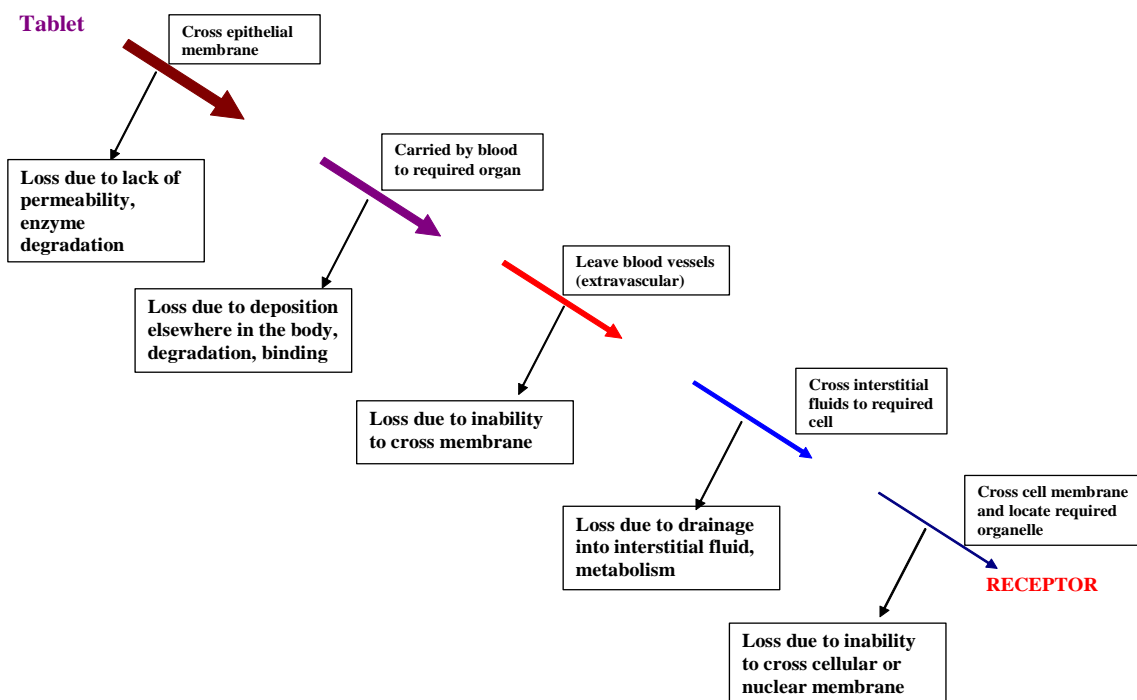 Tablet
Cross epithelial
membrane
Loss due to lack of
permeability,
enzyme
degradation
Carried by blood
to required organ
Loss due to deposition
elsewhere in the body,
degradation, binding
Leave blood vessels
(extravascular)
Loss due to inability
to cross membrane
Cross interstitial
fluids to required
cell
Loss due to drainage
into interstitial fluid,
metabolism
Cross cell membrane
and locate required
organelle
RECEPTOR
Loss due to inability
to cross cellular or
nuclear membrane